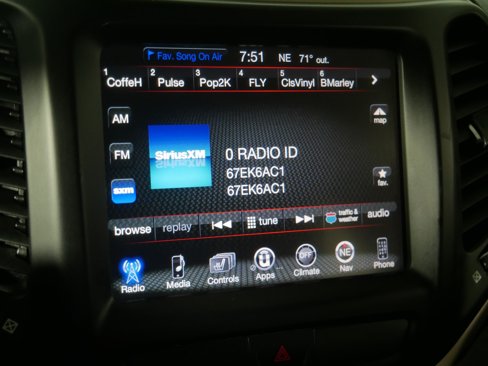 Fav. Song On Air 7:51 NE 71° out.
1 CoffeH 2 Pulse 3 Pop2K 4 FLY 5 ClsVinyl 6 BMarley
AM
map
SiriusXM
0 RADIO ID
FM
67EK6AC1
fav.
sxm
67EK6AC1
browse replay tune traffic & weather audio
Radio Media Controls Apps OFF Climate NE Nav Phone